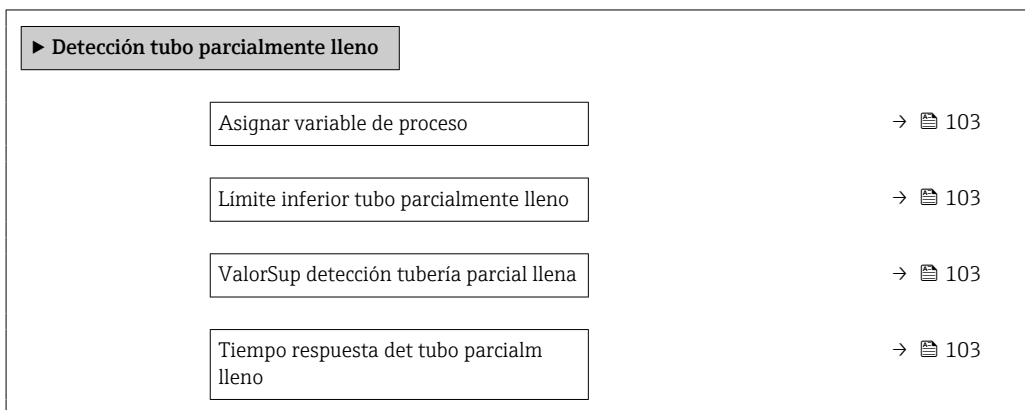 ▶ Detección tubo parcialmente lleno
Asignar variable de proceso → 103
Límite inferior tubo parcialmente lleno → 103
ValorSup detección tubería parcial llena → 103
Tiempo respuesta det tubo parcialm → 103
lleno